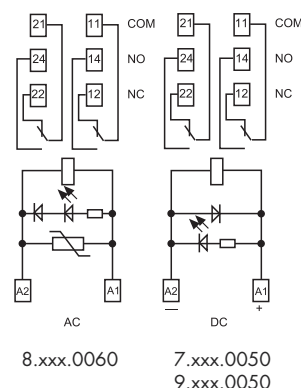 21 11 COM 21 11 COM
24 14 NO 24 14 NO
22 12 NC 22 12 NC
A2 A1 A2 A1
— +
AC DC
8.xxx.0060 7.xxx.0050
9.xxx.0050